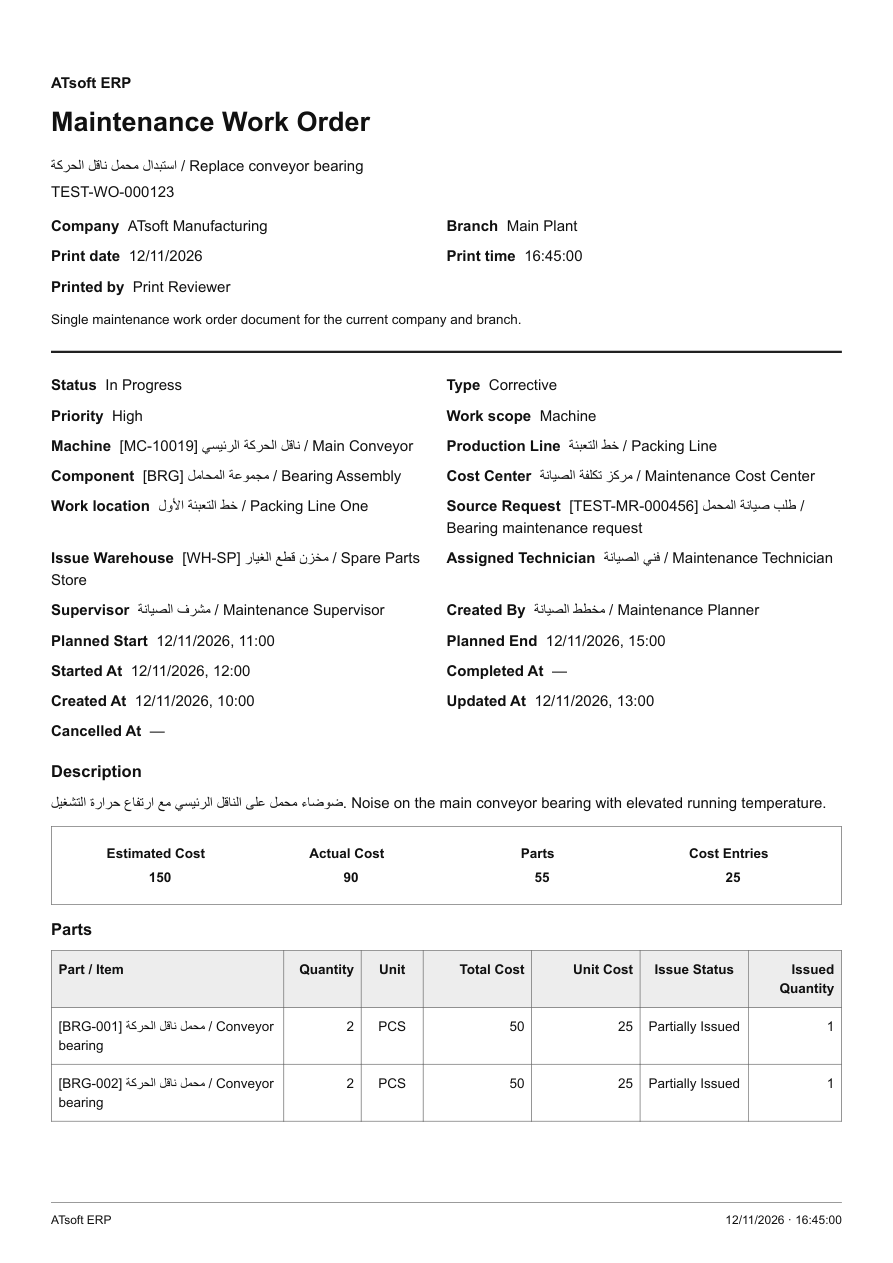 ATsoft ERP
Maintenance Work Order
استبدال محمل ناقل الحركة / Replace conveyor bearing
TEST-WO-000123
Company ATsoft Manufacturing
Branch Main Plant
Print date 12/11/2026
Print time 16:45:00
Printed by Print Reviewer
Single maintenance work order document for the current company and branch.
Status In Progress
Type Corrective
Priority High
Work scope Machine
Machine [MC-10019] ناقل الحركة الرئيسي / Main Conveyor
Production Line خط التعبئة / Packing Line
Component [BRG] مجموعة المحامل / Bearing Assembly
Cost Center مركز تكلفة الصيانة / Maintenance Cost Center
Work location خط التعبئة الأول / Packing Line One
Source Request [TEST-MR-000456] طلب صيانة المحمل /
Bearing maintenance request
Issue Warehouse [WH-SP] مخزن قطع الغيار / Spare Parts
Store
Assigned Technician فني الصيانة / Maintenance Technician
Supervisor مشرف الصيانة / Maintenance Supervisor
Created By مخطط الصيانة / Maintenance Planner
Planned Start 12/11/2026, 11:00
Planned End 12/11/2026, 15:00
Started At 12/11/2026, 12:00
Completed At —
Created At 12/11/2026, 10:00
Updated At 12/11/2026, 13:00
Cancelled At —
Description
ضوضاء محمل على الناقل الرئيسي مع ارتفاع حرارة التشغيل. Noise on the main conveyor bearing with elevated running temperature.
Estimated Cost Actual Cost Parts Cost Entries
150 90 55 25
Parts
Part / Item Quantity Unit Total Cost Unit Cost Issue Status Issued
Quantity
[BRG-001] محمل ناقل الحركة / Conveyor 2 PCS 50 25 Partially Issued 1
bearing
[BRG-002] محمل ناقل الحركة / Conveyor 2 PCS 50 25 Partially Issued 1
bearing
ATsoft ERP
12/11/2026 · 16:45:00